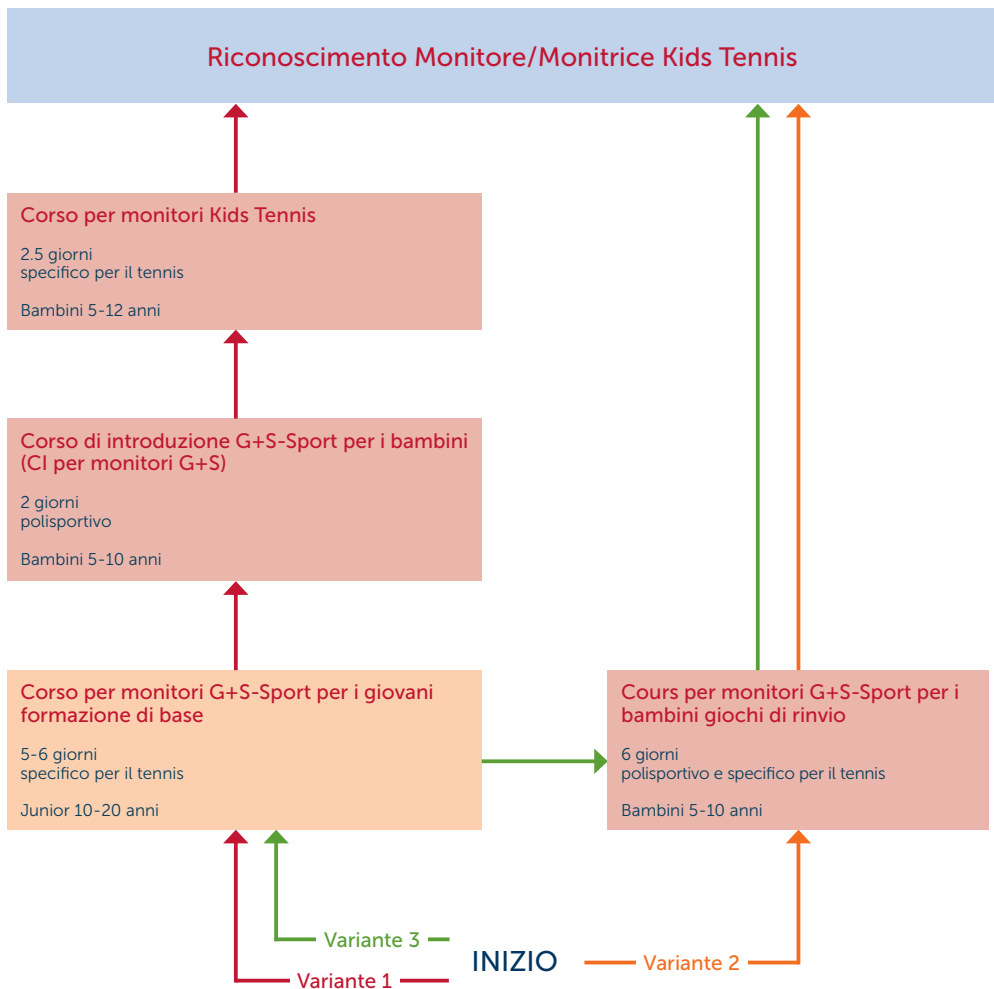 Riconoscimento Monitore/Monitrice Kids Tennis
Corso per monitori Kids Tennis
2.5 giorni
specifico per il tennis
Bambini 5-12 anni
Corso di introduzione G+S-Sport per i bambini
(CI per monitori G+S)
2 giorni
polisportivo
Bambini 5-10 anni
Corso per monitori G+S-Sport per i giovani
formazione di base
5-6 giorni
specifico per il tennis
Junior 10-20 anni
Cours per monitori G+S-Sport per i
bambini giochi di rinvio
6 giorni
polisportivo e specifico per il tennis
Bambini 5-10 anni
Variante 3
INIZIO
Variante 2
Variante 1